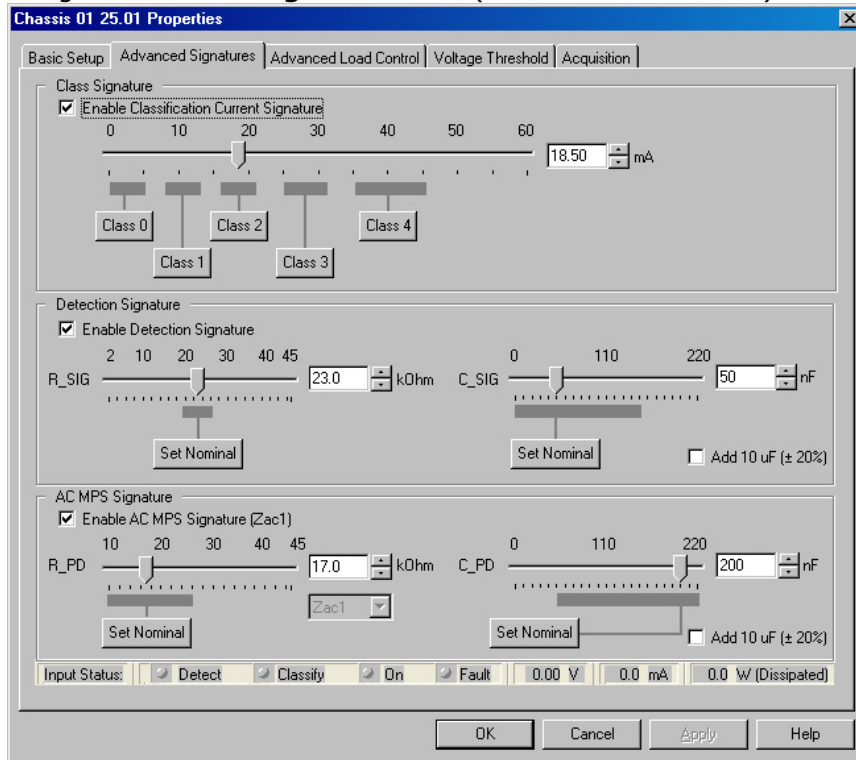 Chassis 01 25.01 Properties
Basic Setup Advanced Signatures Advanced Load Control Voltage Threshold Acquisition
Class Signature
Enable Classification Current Signature
0 10 20 30 40 50 60
18.50 mA
Class 0 Class 2 Class 4
Class 1 Class 3
Detection Signature
Enable Detection Signature
2 10 20 30 40 45 0 110 220
R_SIG 23.0 kOhm C_SIG 50 nF
Set Nominal Set Nominal Add 10 uF (± 20%)
AC MPS Signature
Enable AC MPS Signature (Zac1)
10 20 30 40 45 0 110 220
R_PD 17.0 kOhm C_PD 200 nF
Zac1
Set Nominal Set Nominal Add 10 uF (± 20%)
Input Status: Detect Classify On Fault 0.00 V 0.0 mA 0.0 W (Dissipated)
OK Cancel Apply Help